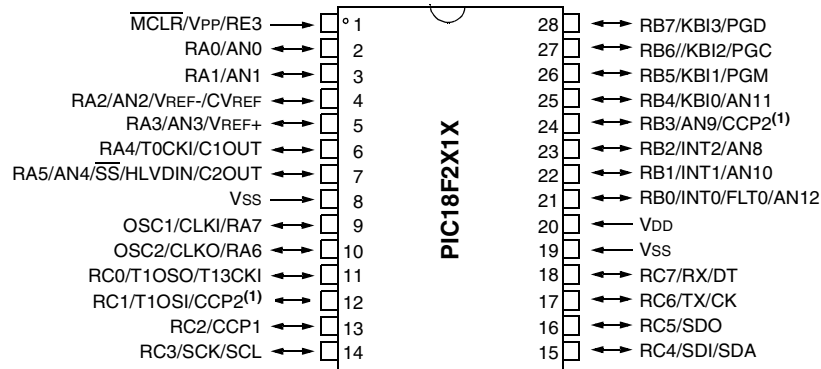 MCLR/VPP/RE3
RA0/AN0
RA1/AN1
RA2/AN2/VREF-/CVREF
RA3/AN3/VREF+
RA4/T0CKI/C1OUT
RA5/AN4/SS/HLVDIN/C2OUT
VSS
OSC1/CLKI/RA7
OSC2/CLKO/RA6
RC0/T1OSO/T13CKI
RC1/T1OSI/CCP2(1)
RC2/CCP1
RC3/SCK/SCL
1
2
3
4
5
6
7
8
9
10
11
12
13
14
PIC18F2X1X
28
27
26
25
24
23
22
21
20
19
18
17
16
15
RB7/KBI3/PGD
RB6//KBI2/PGC
RB5/KBI1/PGM
RB4/KBI0/AN11
RB3/AN9/CCP2(1)
RB2/INT2/AN8
RB1/INT1/AN10
RB0/INT0/FLT0/AN12
VDD
VSS
RC7/RX/DT
RC6/TX/CK
RC5/SDO
RC4/SDI/SDA